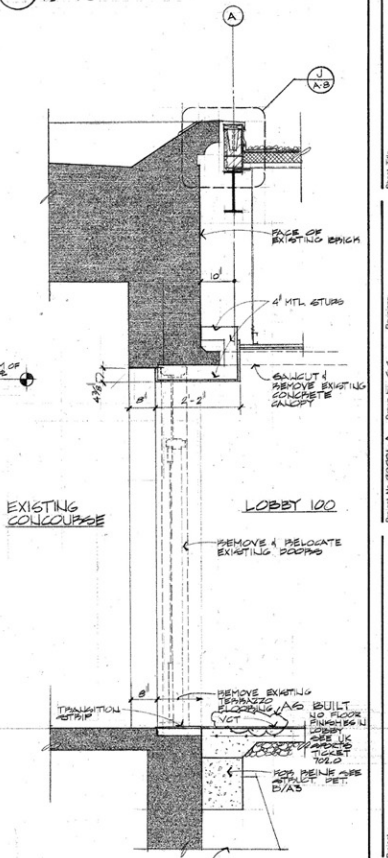 A
J
A-8
FACE OF
EXISTING BRICK
10"
4" MTL STUDS
SAWCUT &
REMOVE EXISTING
CONCRETE
CANOPY
8"
2'-2"
EXISTING
CONCOURSE
LOBBY 100
REMOVE & RELOCATE
EXISTING DOORS
8"
TRANSITION
STRIP
REMOVE EXISTING
TERRAZZO
FLOORING
VCT
AS BUILT
NO FLOOR
FINISHES IN
LOBBY
SEE UK
SPORTS
TICKET
702.0
FOR REINF SEE
STRUCT. DET.
D/A3